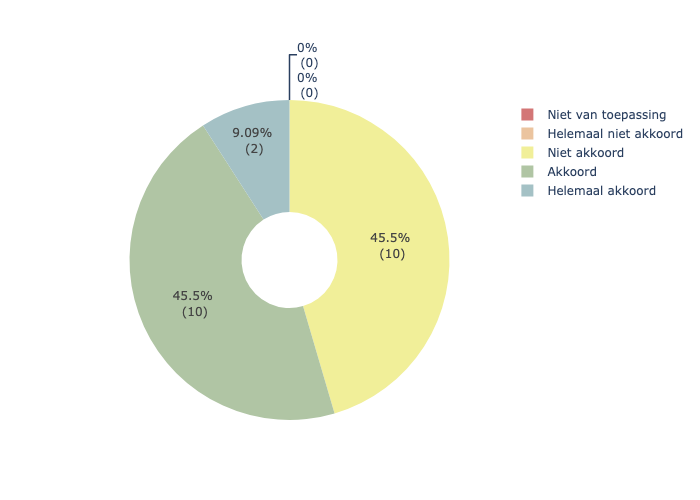 0%
(0)
0%
(0)
9.09%
(2)
45.5%
(10)
45.5%
(10)
Niet van toepassing
Helemaal niet akkoord
Niet akkoord
Akkoord
Helemaal akkoord